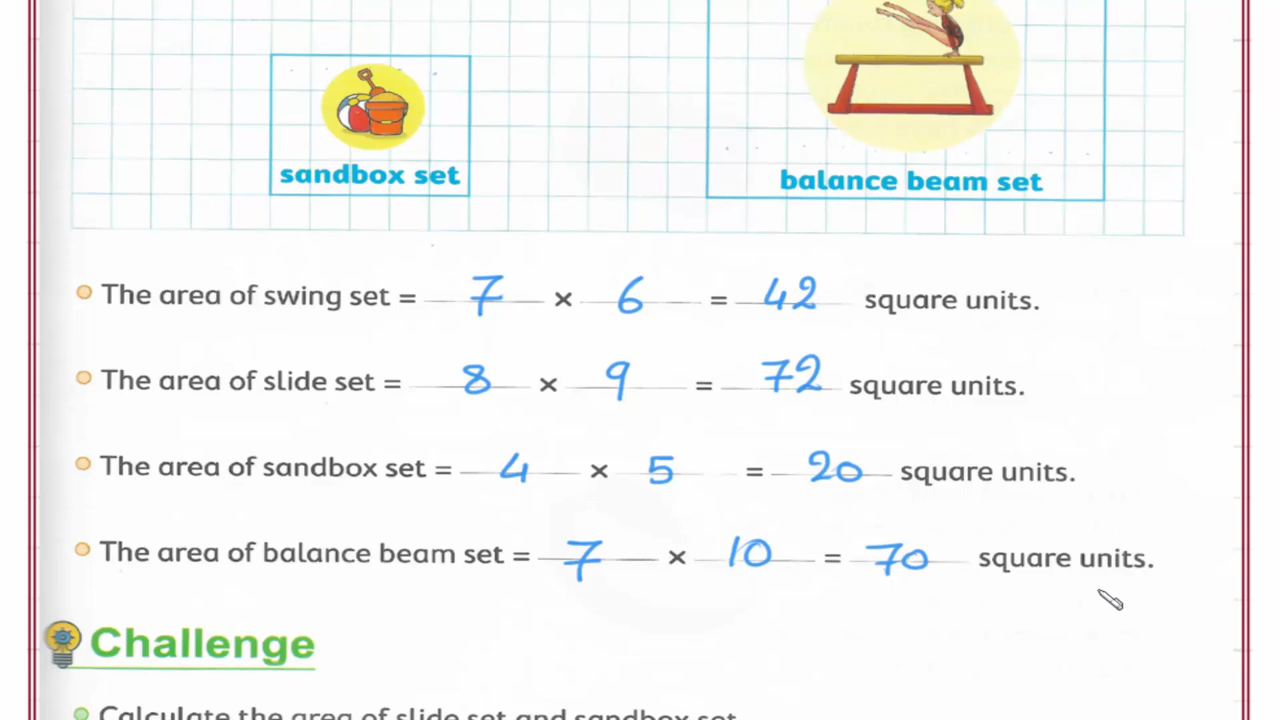 sandbox set
balance beam set
The area of swing set = 7 × 6 = 42 square units.
The area of slide set = 8 × 9 = 72 square units.
The area of sandbox set = 4 × 5 = 20 square units.
The area of balance beam set = 7 × 10 = 70 square units.
Challenge
Calculate the area of slide set and sandbox set